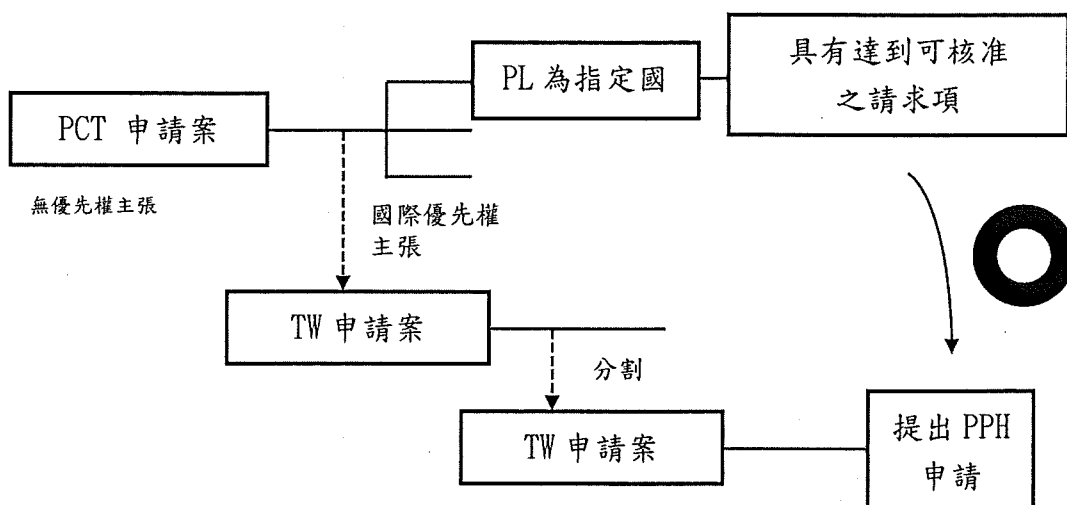 PL 為指定國
具有達到可核准
之請求項
PCT 申請案
無優先權主張
國際優先權
主張
TW 申請案
分割
TW 申請案
提出 PPH
申請